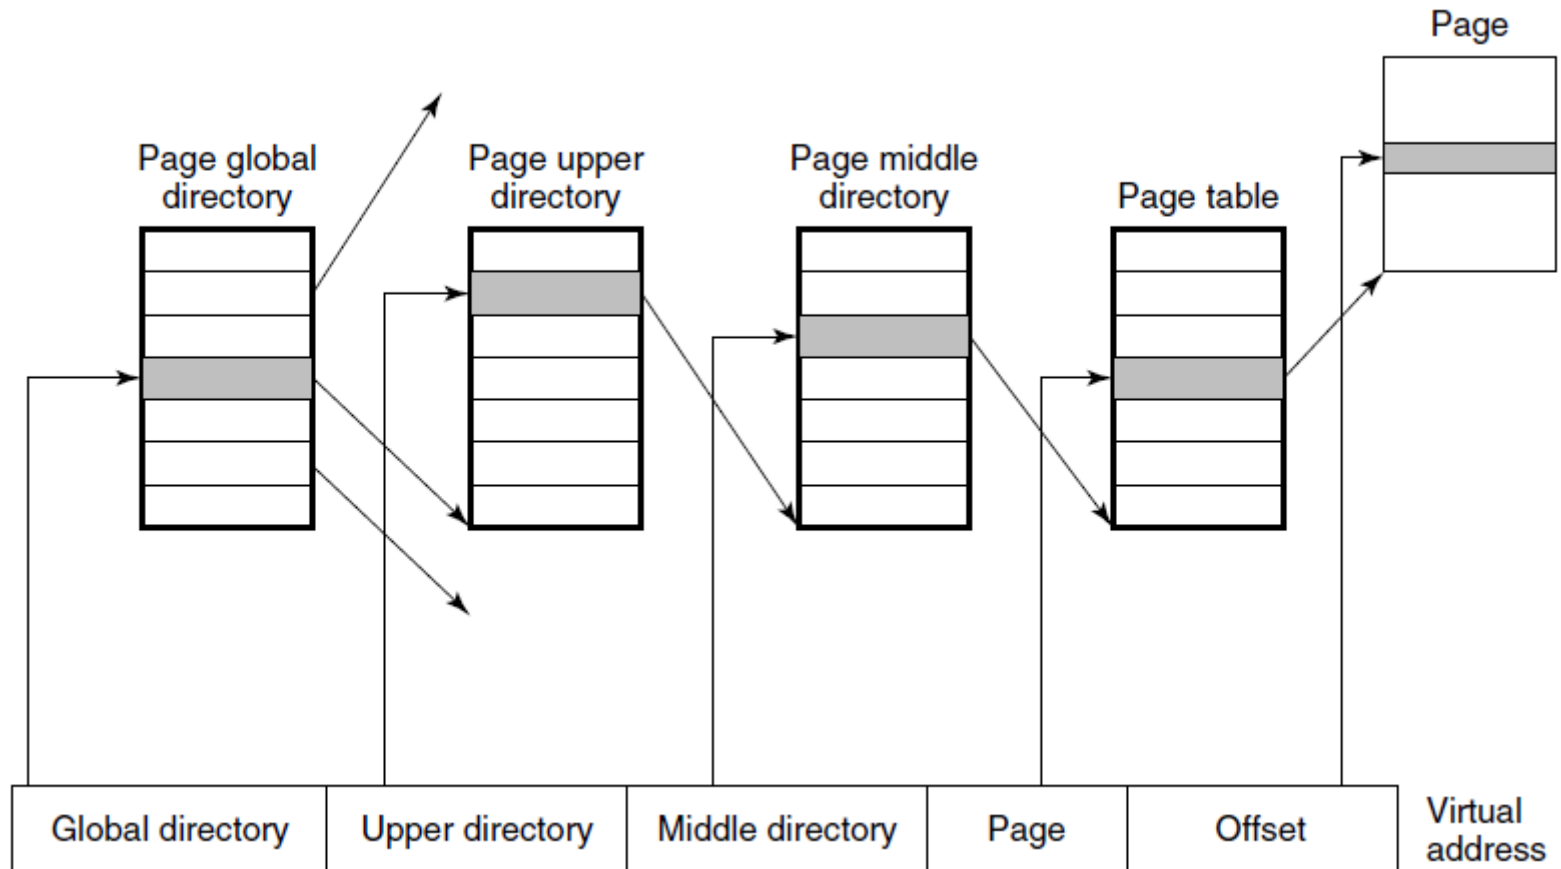 Page
Page global
directory
Page upper
directory
Page middle
directory
Page table
Global directory
Upper directory
Middle directory
Page
Offset
Virtual
address